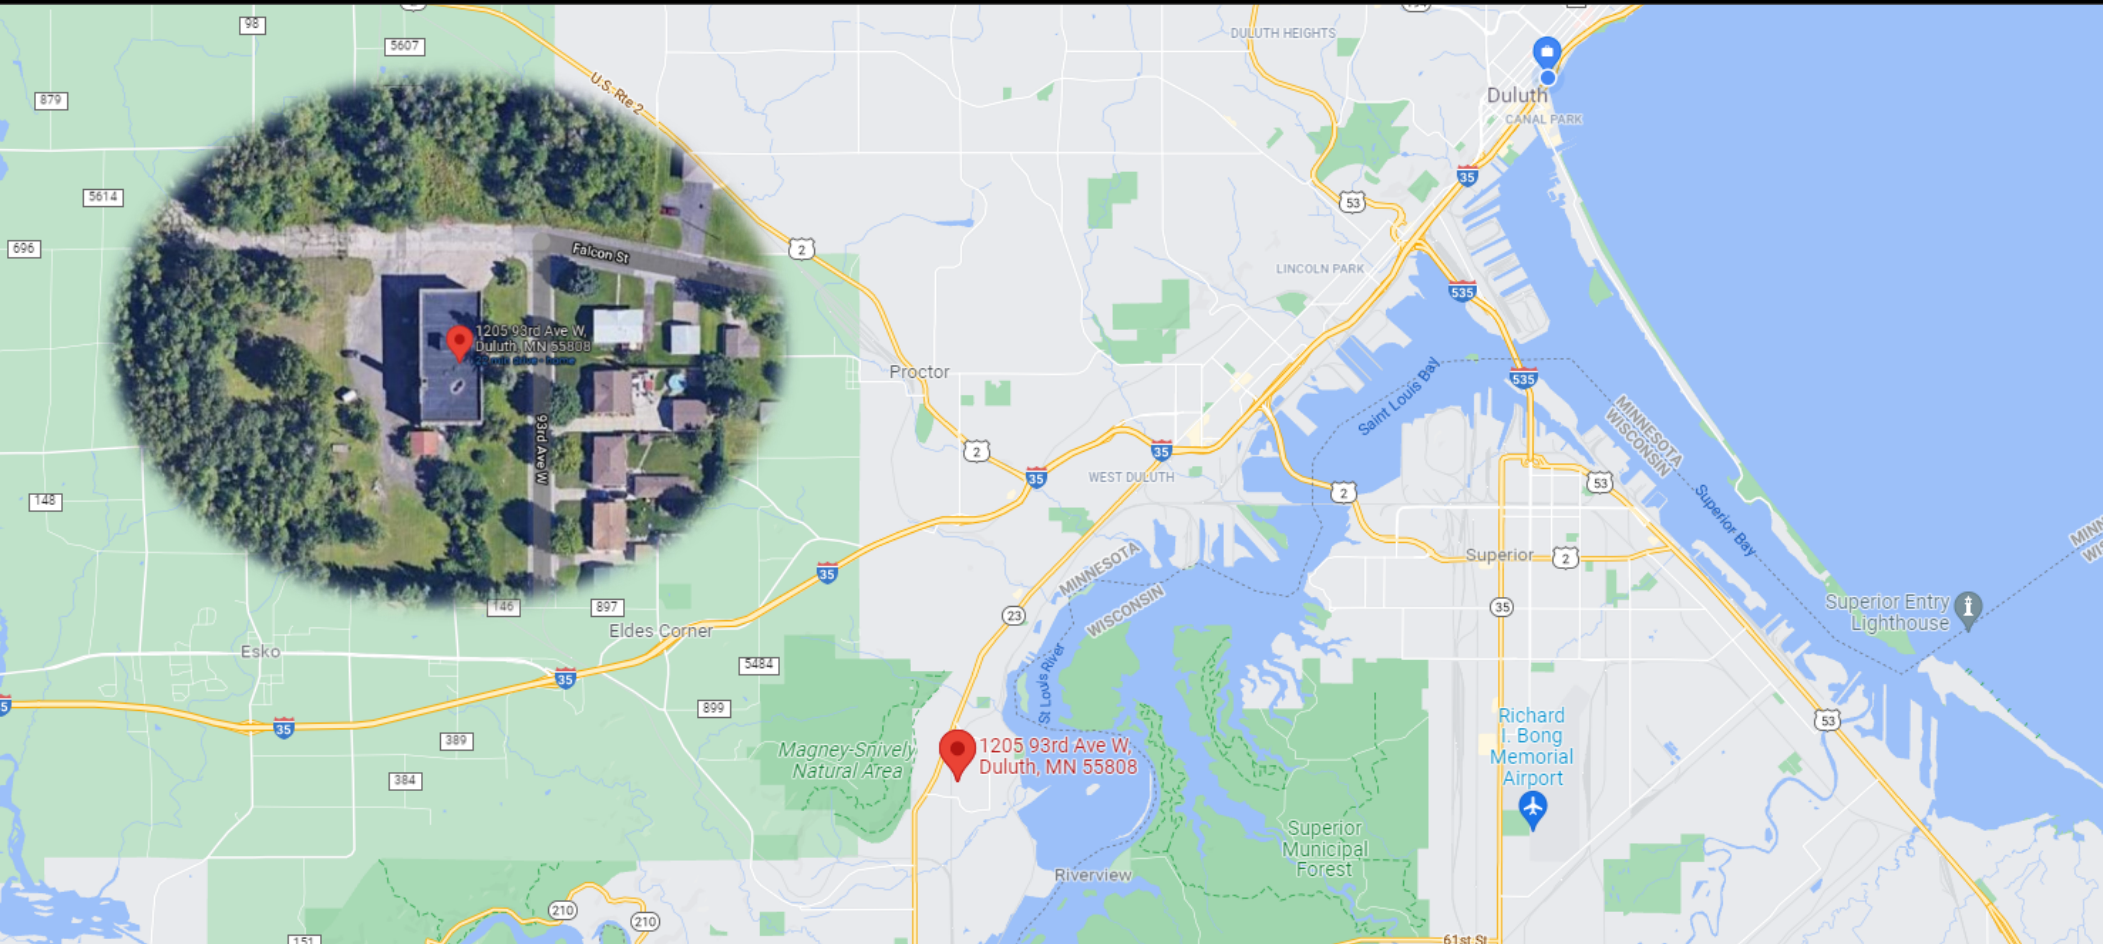 98
5607
879
U.S. Rte 2
5614
696
2
Falcon St
1205 93rd Ave W,
Duluth, MN 55808
20 min drive - home
93rd Ave W
148
146
897
Eldes Corner
Esko
5484
899
35
35
35
389
384
210
210
151
DULUTH HEIGHTS
Duluth
CANAL PARK
35
53
LINCOLN PARK
535
535
Proctor
2
35
35
WEST DULUTH
Saint Louis Bay
2
MINNESOTA
WISCONSIN
Superior Bay
53
Superior
2
35
MINNESOTA
WISCONSIN
23
St Louis River
Superior Entry
Lighthouse
53
Magney-Snively
Natural Area
1205 93rd Ave W,
Duluth, MN 55808
Richard
I. Bong
Memorial
Airport
Superior
Municipal
Forest
Riverview
61st St